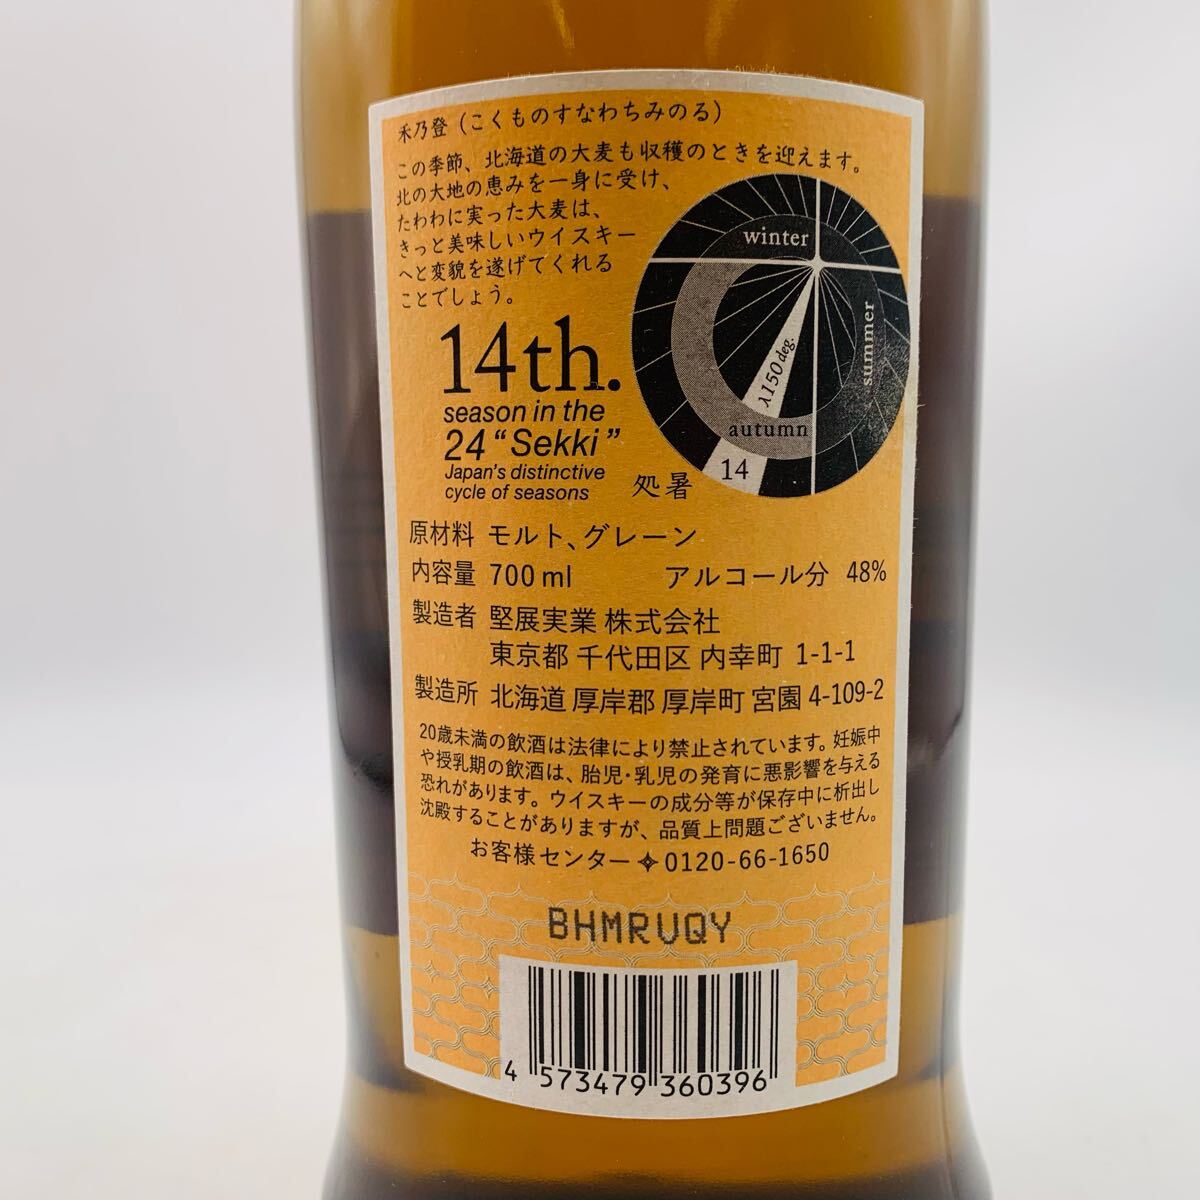 禾乃登（こくものすなわちみのる）
この季節、北海道の大麦も収穫のときを迎えます。
北の大地の恵みを一身に受け、
たわわに実った大麦は、
きっと美味しいウイスキー
へと変貌を遂げてくれる
ことでしょう。
winter
summer
autumn
λ150deg.
14
14th.
season in the
24 “Sekki”
Japan's distinctive
cycle of seasons
処暑
原材料 モルト、グレーン
内容量 700 ml アルコール分 48%
製造者 堅展実業 株式会社
東京都 千代田区 内幸町 1-1-1
製造所 北海道 厚岸郡 厚岸町 宮園 4-109-2
20歳未満の飲酒は法律により禁止されています。妊娠中
や授乳期の飲酒は、胎児・乳児の発育に悪影響を与える
恐れがあります。ウイスキーの成分等が保存中に析出し
沈殿することがありますが、品質上問題ございません。
お客様センター✧0120-66-1650
BHMRUQY
4 573479 360396